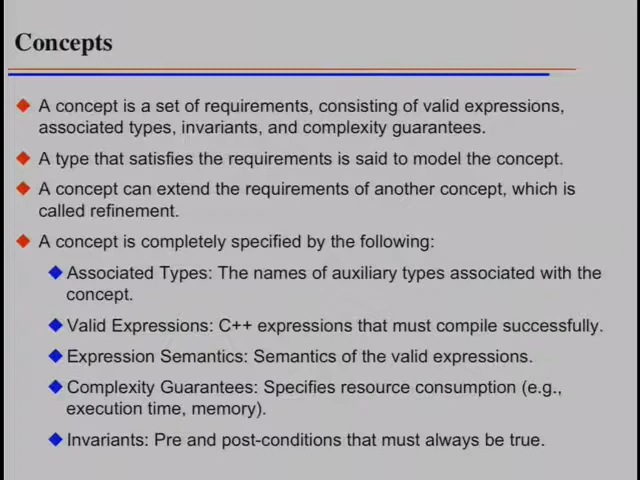 Concepts
A concept is a set of requirements, consisting of valid expressions,
associated types, invariants, and complexity guarantees.
A type that satisfies the requirements is said to model the concept.
A concept can extend the requirements of another concept, which is
called refinement.
A concept is completely specified by the following:
Associated Types: The names of auxiliary types associated with the
concept.
Valid Expressions: C++ expressions that must compile successfully.
Expression Semantics: Semantics of the valid expressions.
Complexity Guarantees: Specifies resource consumption (e.g.,
execution time, memory).
Invariants: Pre and post-conditions that must always be true.